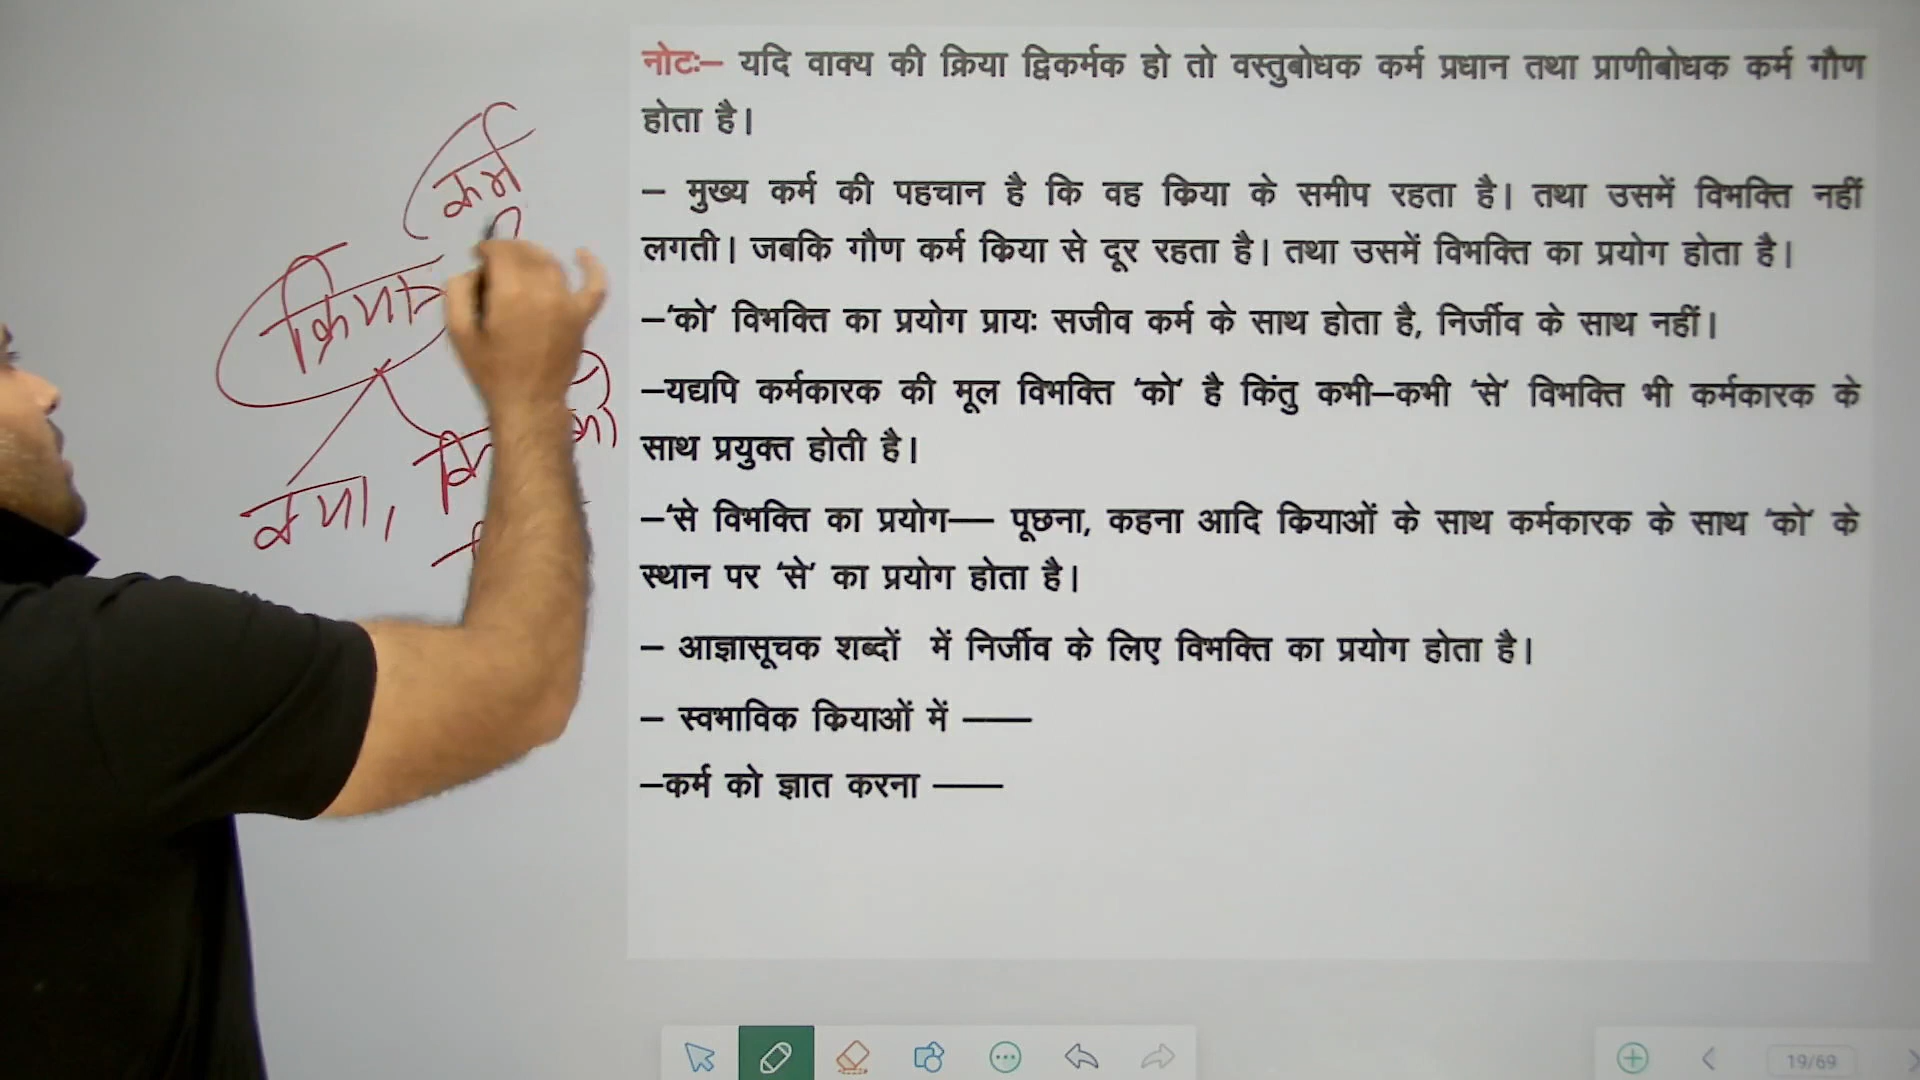 नोटः– यदि वाक्य की क्रिया द्विकर्मक हो तो वस्तुबोधक कर्म प्रधान तथा प्राणीबोधक कर्म गौण
होता है।
– मुख्य कर्म की पहचान है कि वह क्रिया के समीप रहता है। तथा उसमें विभक्ति नहीं
लगती। जबकि गौण कर्म क्रिया से दूर रहता है। तथा उसमें विभक्ति का प्रयोग होता है।
–‘को’ विभक्ति का प्रयोग प्रायः सजीव कर्म के साथ होता है, निर्जीव के साथ नहीं।
–यद्यपि कर्मकारक की मूल विभक्ति ‘को’ है किंतु कभी–कभी ‘से’ विभक्ति भी कर्मकारक के
साथ प्रयुक्त होती है।
–‘से विभक्ति का प्रयोग–– पूछना, कहना आदि क्रियाओं के साथ कर्मकारक के साथ ‘को’ के
स्थान पर ‘से’ का प्रयोग होता है।
– आज्ञासूचक शब्दों में निर्जीव के लिए विभक्ति का प्रयोग होता है।
– स्वभाविक क्रियाओं में ––
–कर्म को ज्ञात करना ––
कर्म
क्रिया
क्या,
19/69